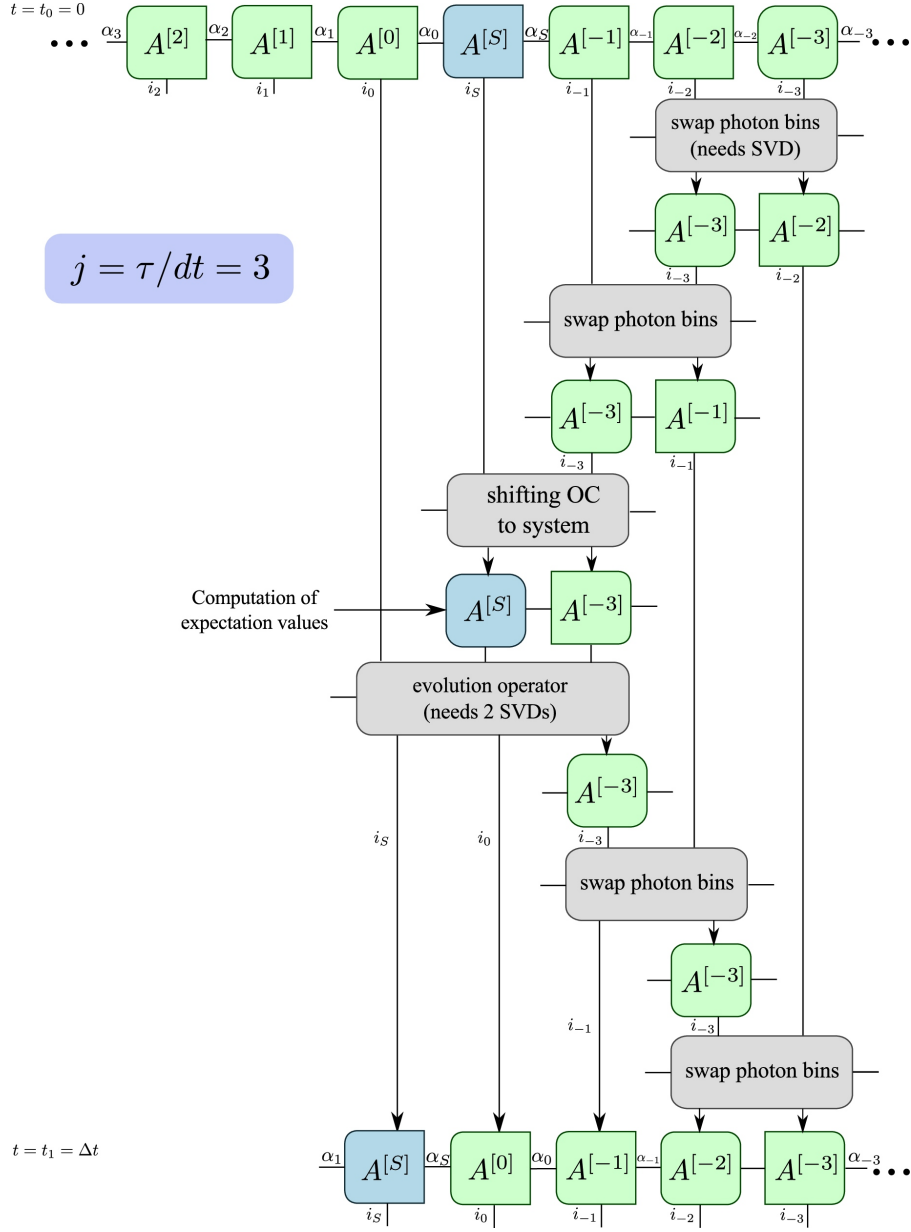 t = t₀ = 0
α₃ A^[2] α₂ A^[1] α₁ A^[0] α₀ A^[S] α_S A^[−1] α₋₁ A^[−2] α₋₂ A^[−3] α₋₃
i₂ i₁ i₀ i_S i₋₁ i₋₂ i₋₃
swap photon bins
(needs SVD)
A^[−3] A^[−2]
i₋₃ i₋₂
j = τ/dt = 3
swap photon bins
A^[−3] A^[−1]
i₋₃ i₋₁
shifting OC
to system
Computation of
expectation values
A^[S] A^[−3]
evolution operator
(needs 2 SVDs)
A^[−3]
i_S i₀ i₋₃
swap photon bins
A^[−3]
i₋₁ i₋₃
swap photon bins
t = t₁ = Δt
α₁ A^[S] α_S A^[0] α₀ A^[−1] α₋₁ A^[−2] A^[−3] α₋₃
i_S i₀ i₋₁ i₋₂ i₋₃